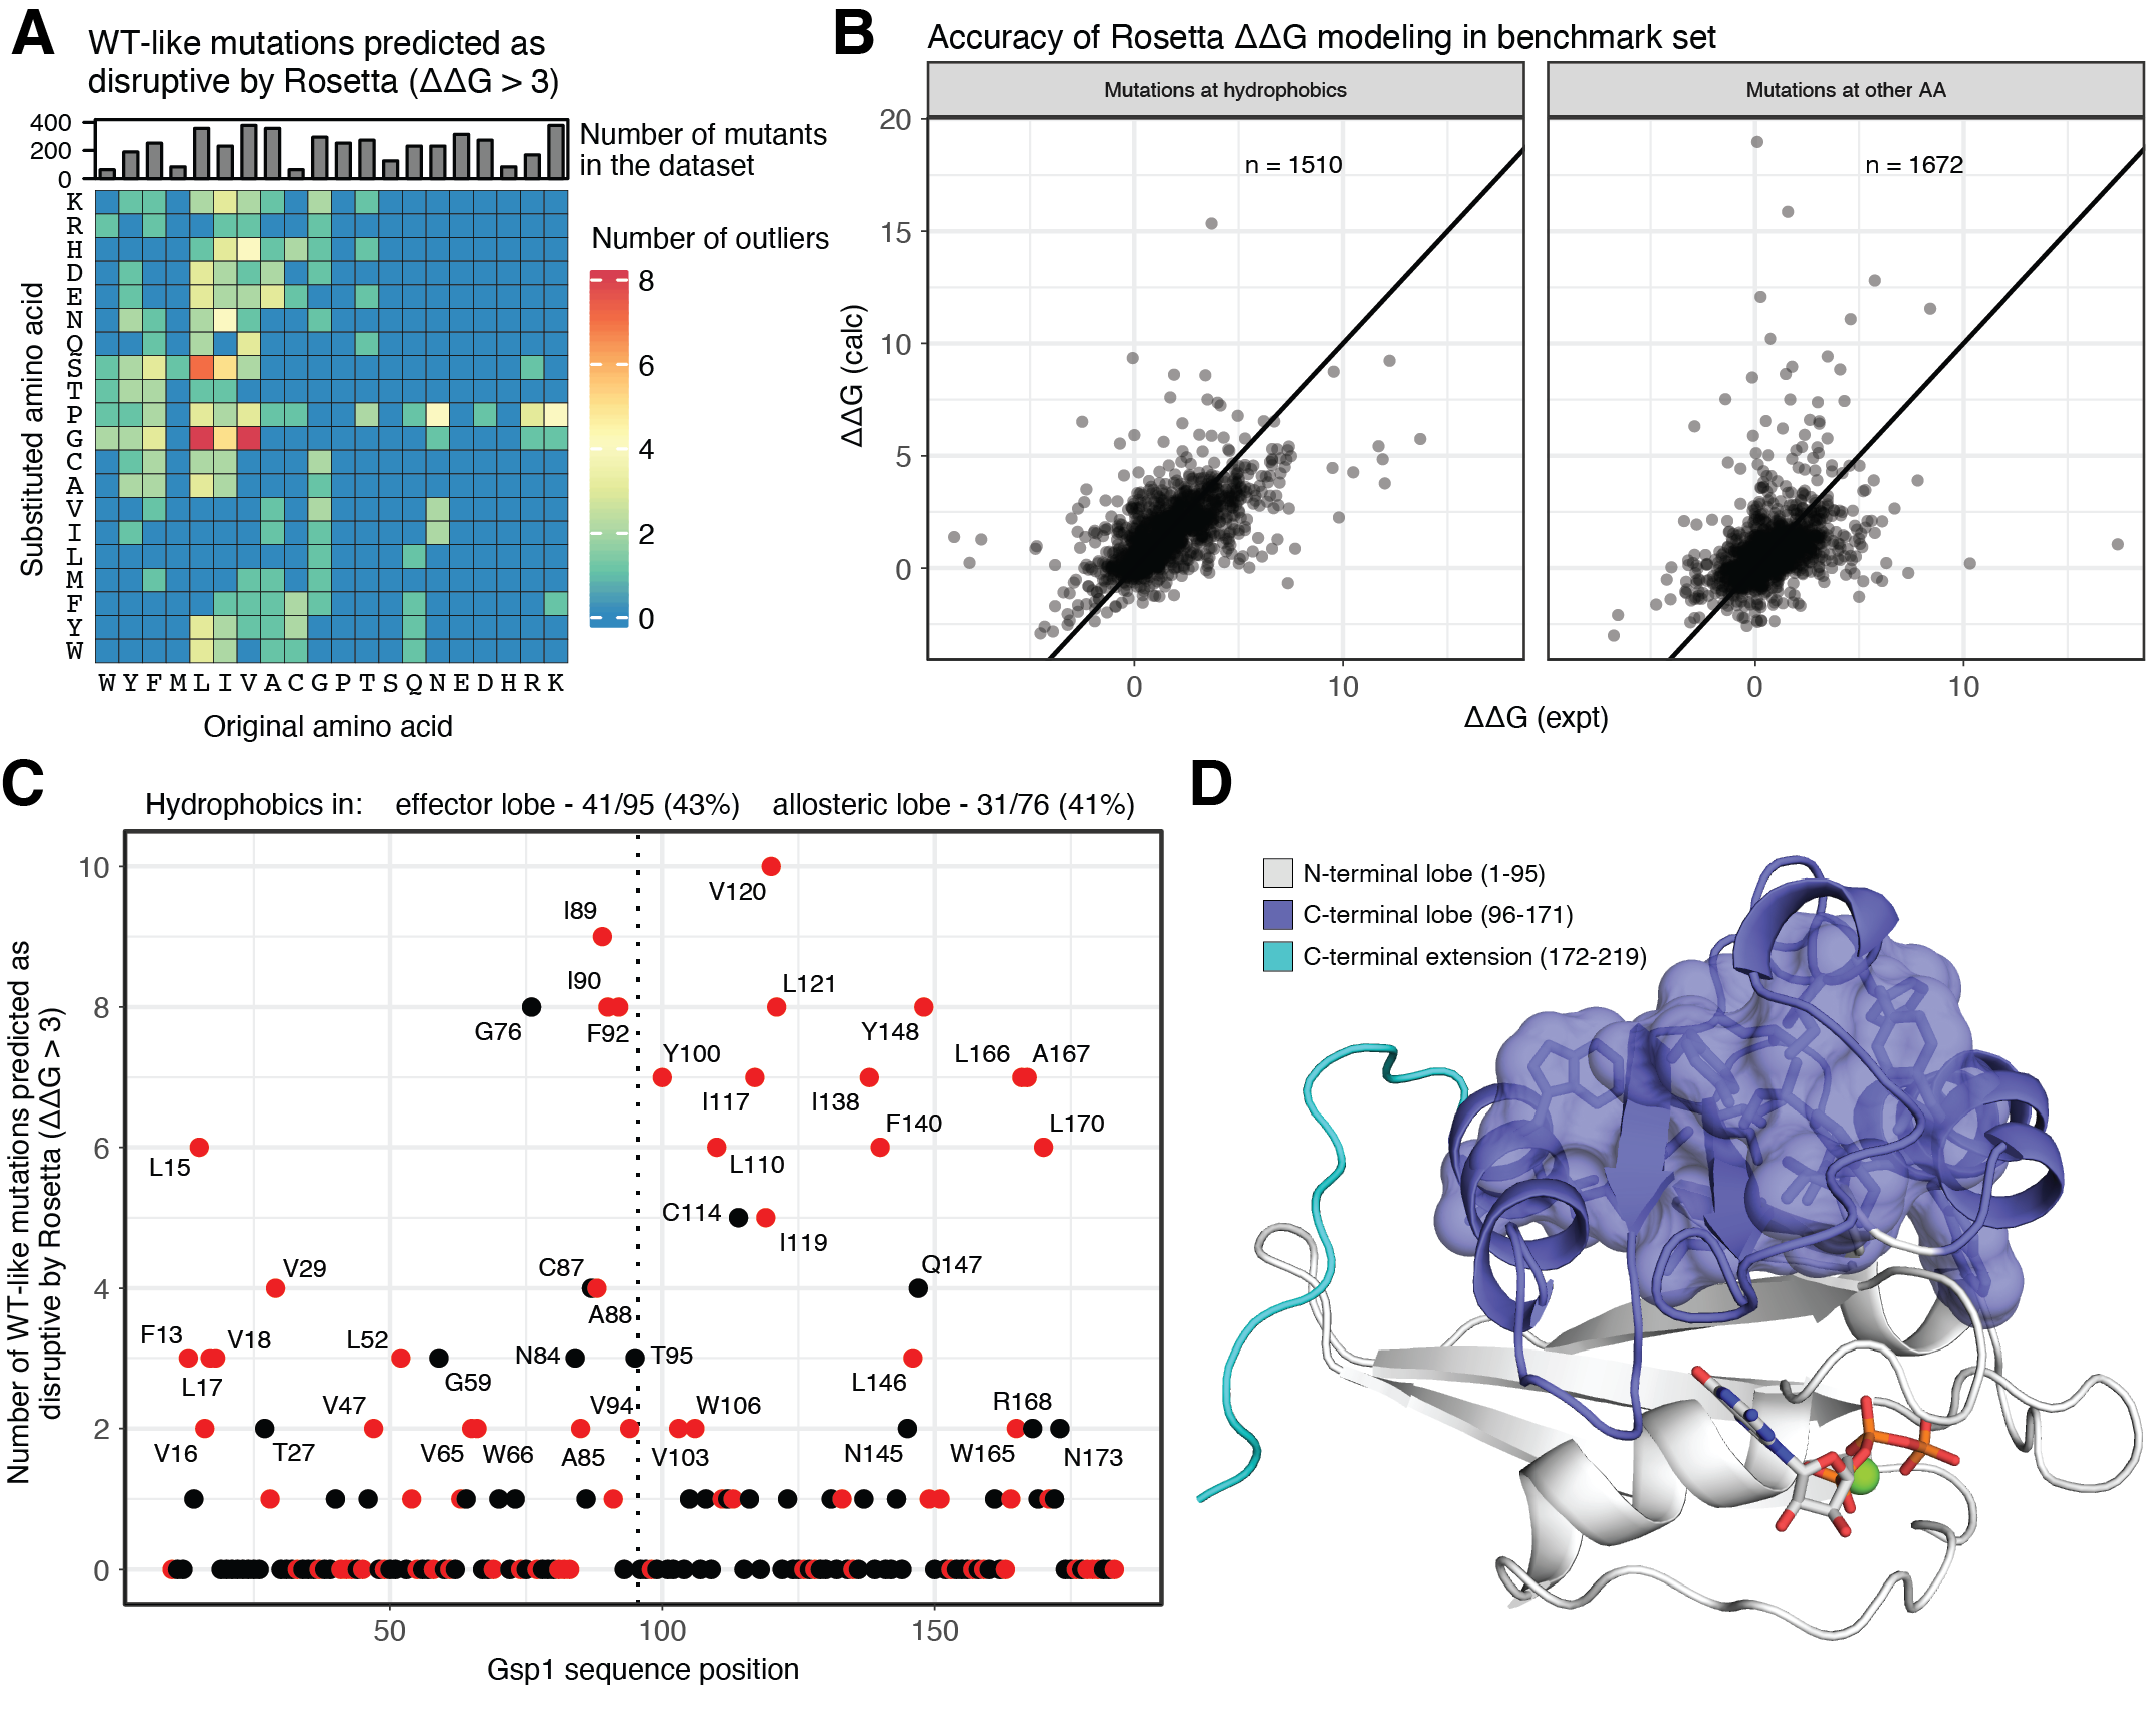 A
WT-like mutations predicted as
disruptive by Rosetta (ΔΔG > 3)
400
200
0
Number of mutants
in the dataset
K
R
H
D
E
N
Q
S
T
P
G
C
A
V
I
L
M
F
Y
W
Substituted amino acid
W Y F M L I V A C G P T S Q N E D H R K
Original amino acid
Number of outliers
8
6
4
2
0
B
Accuracy of Rosetta ΔΔG modeling in benchmark set
Mutations at hydrophobics
Mutations at other AA
n = 1510
n = 1672
20
15
10
5
0
ΔΔG (calc)
0 10 0 10
ΔΔG (expt)
C
Hydrophobics in: effector lobe - 41/95 (43%) allosteric lobe - 31/76 (41%)
Number of WT-like mutations predicted as
disruptive by Rosetta (ΔΔG > 3)
10
8
6
4
2
0
V120
I89
I90
L121
G76
F92
Y148
Y100
L166
A167
I117
I138
F140
L170
L15
L110
C114
I119
V29
C87
Q147
A88
F13
V18
L52
N84
T95
L17
G59
L146
V47
V94
W106
R168
V16
T27
V65
W66
A85
V103
N145
W165
N173
50 100 150
Gsp1 sequence position
D
N-terminal lobe (1-95)
C-terminal lobe (96-171)
C-terminal extension (172-219)